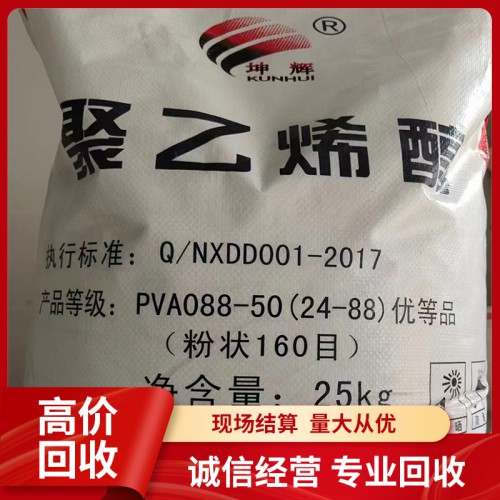 ®
坤辉
KUNHUI
聚乙烯醇
执行标准：Q/NXDD001-2017
产品等级：PVA088-50(24-88)优等品
（粉状160目）
净含量：25kg
高价
回收
现场结算 量大从优
诚信经营 专业回收